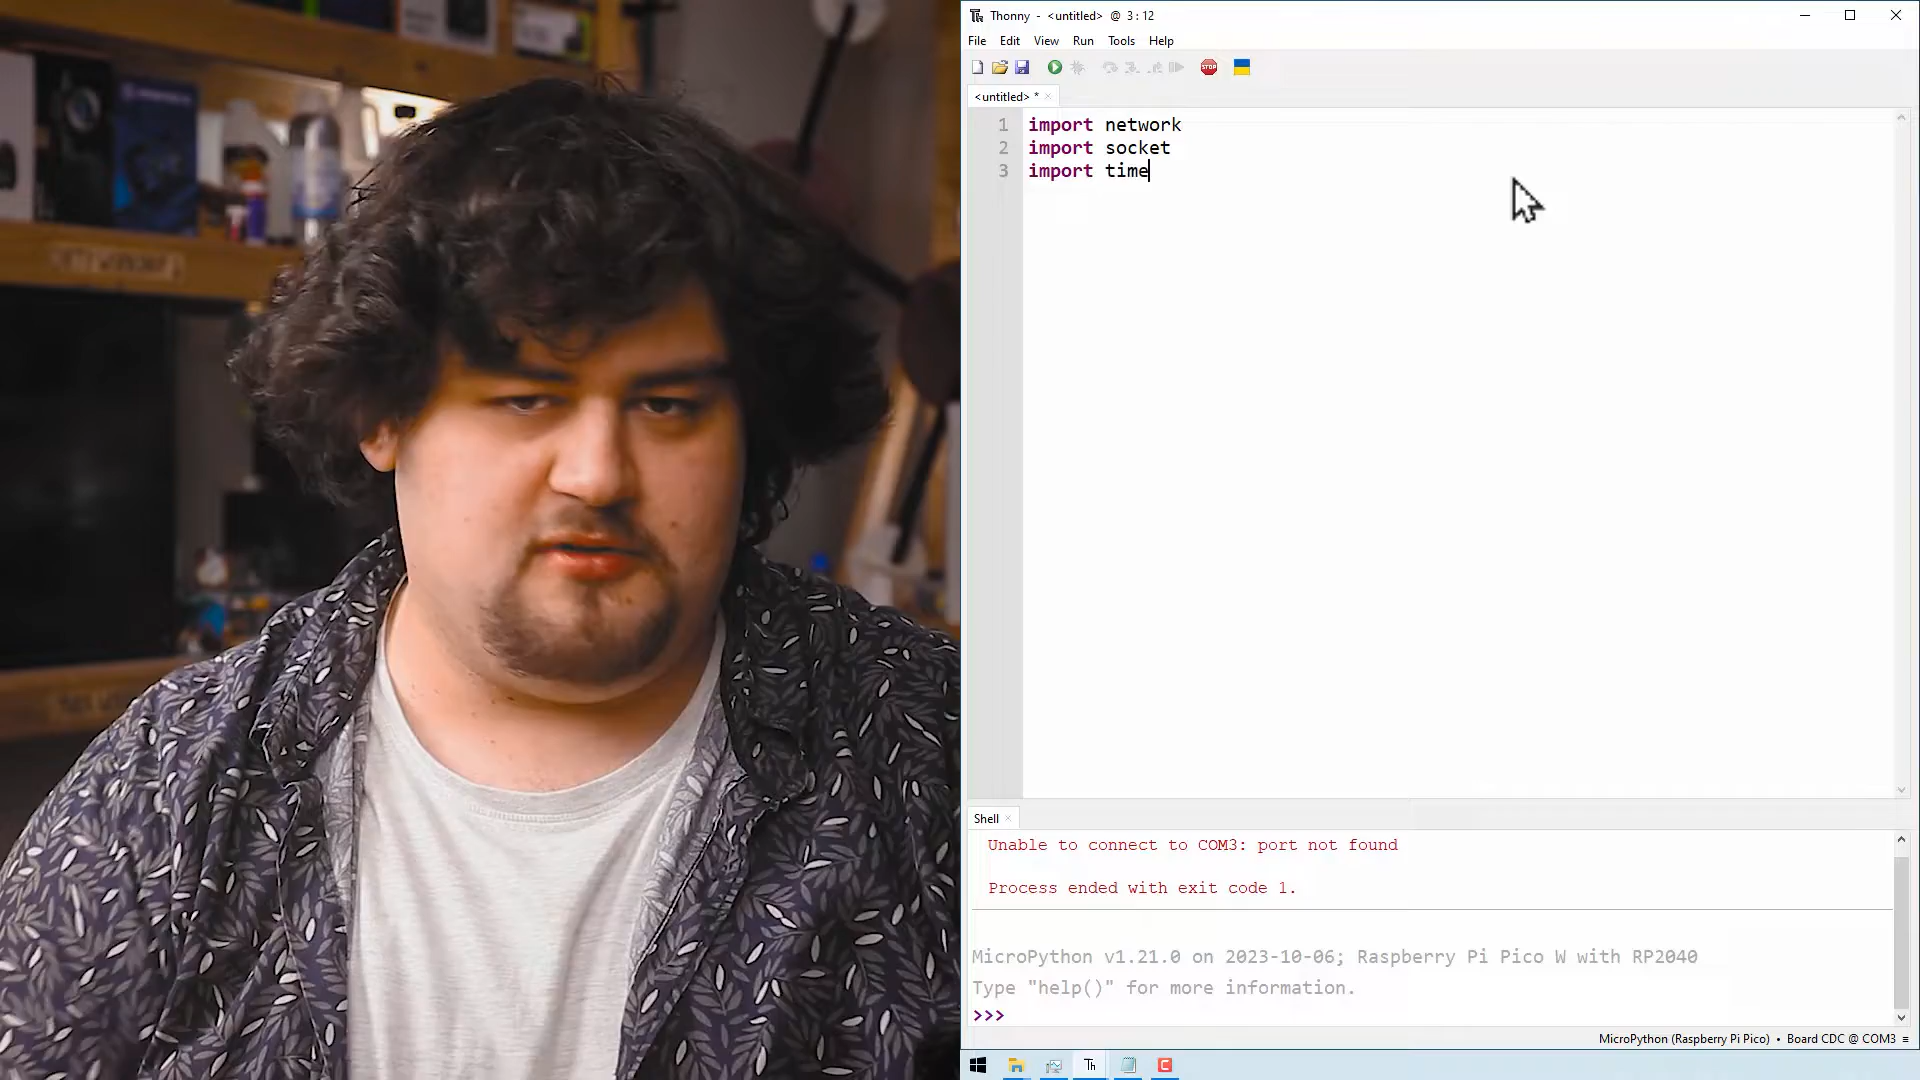 Thonny - <untitled> @ 3:12
File Edit View Run Tools Help
STOP
<untitled> * ×
1 import network
2 import socket
3 import time
Shell ×
Unable to connect to COM3: port not found
Process ended with exit code 1.
MicroPython v1.21.0 on 2023-10-06; Raspberry Pi Pico W with RP2040
Type "help()" for more information.
>>>
MicroPython (Raspberry Pi Pico) • Board CDC @ COM3 ≡
Th